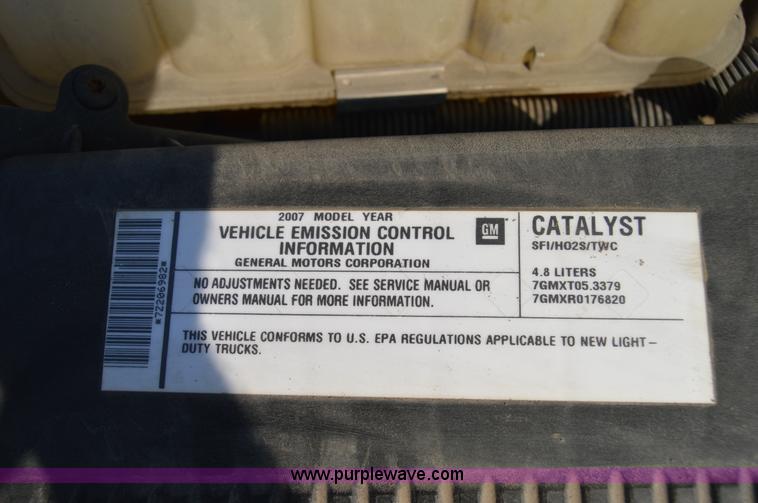 *72206982*
2007 MODEL YEAR
VEHICLE EMISSION CONTROL
INFORMATION
GENERAL MOTORS CORPORATION
GM
NO ADJUSTMENTS NEEDED. SEE SERVICE MANUAL OR
OWNERS MANUAL FOR MORE INFORMATION.
CATALYST
SFI/HO2S/TWC
4.8 LITERS
7GMXT05.3379
7GMXR0176820
THIS VEHICLE CONFORMS TO U.S. EPA REGULATIONS APPLICABLE TO NEW LIGHT-
DUTY TRUCKS.
www.purplewave.com